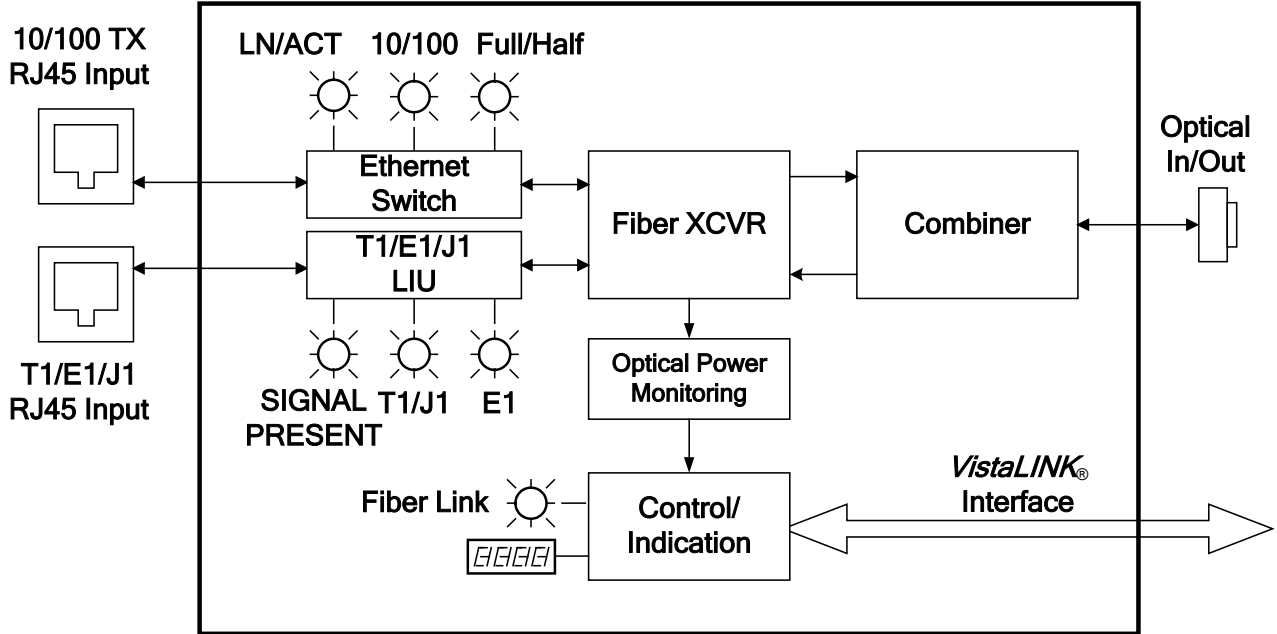 10/100 TX
RJ45 Input
LN/ACT
10/100
Full/Half
Ethernet
Switch
T1/E1/J1
LIU
Fiber XCVR
Combiner
Optical
In/Out
T1/E1/J1
RJ45 Input
SIGNAL
PRESENT
T1/J1
E1
Optical Power
Monitoring
Fiber Link
Control/
Indication
VistaLINK®
Interface